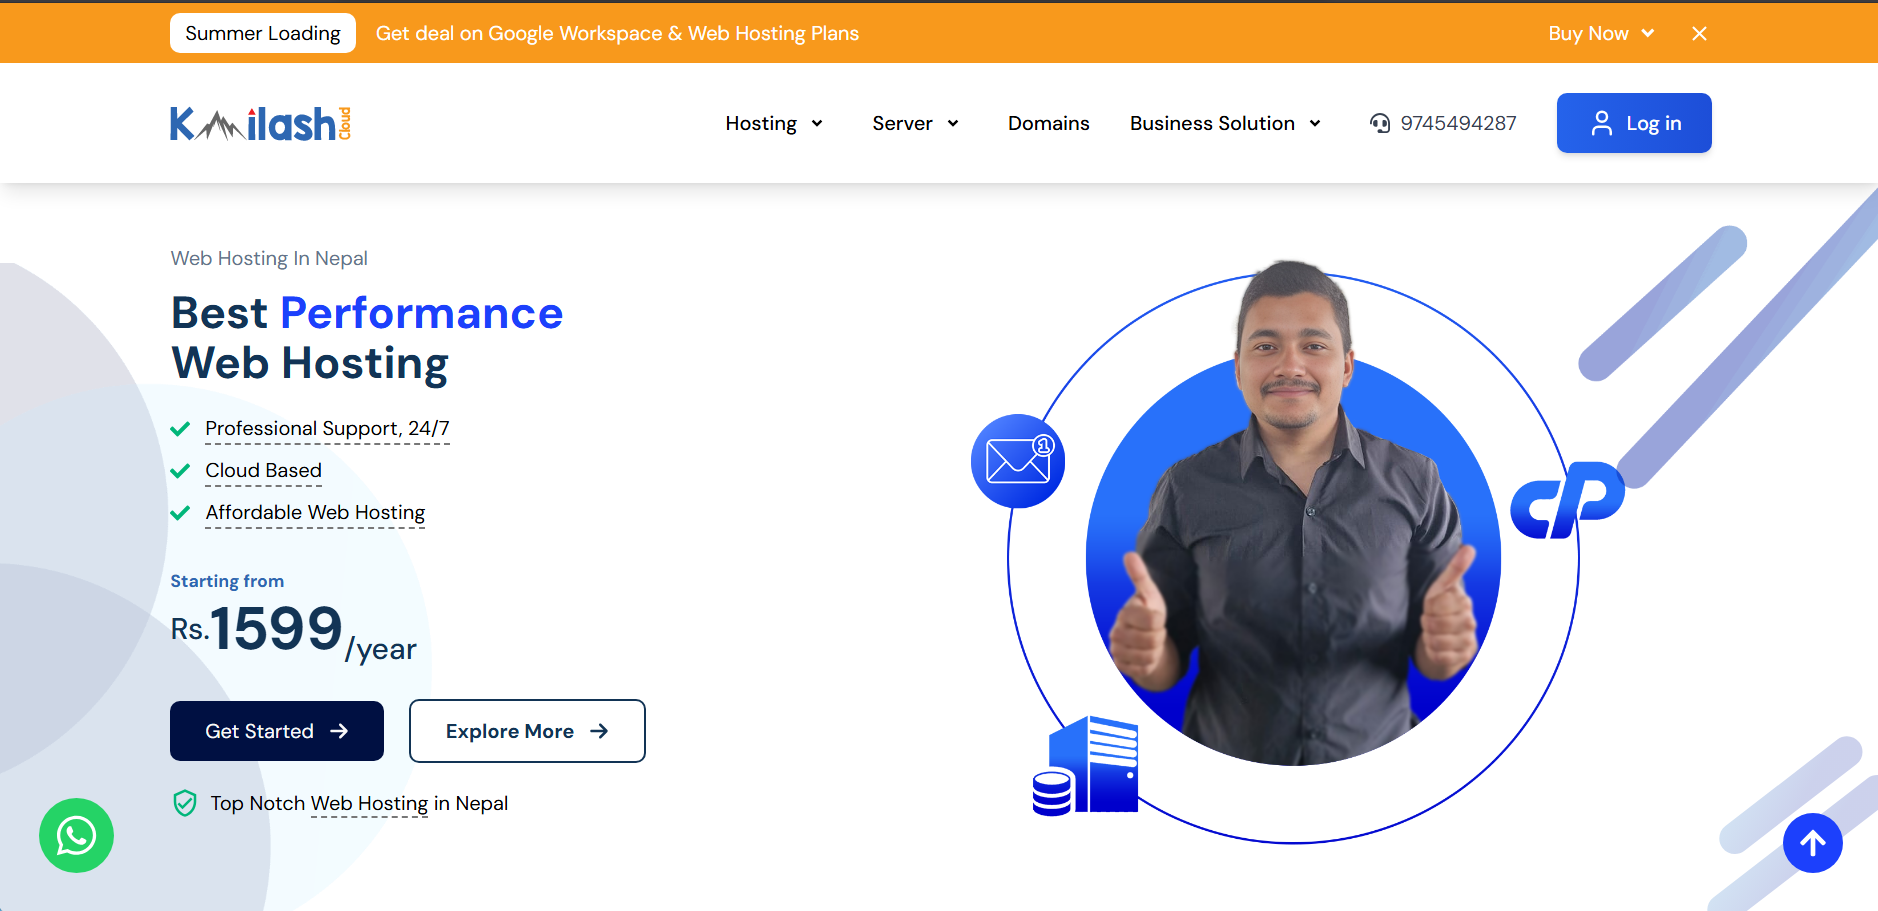 Summer Loading Get deal on Google Workspace & Web Hosting Plans Buy Now
Kailash Cloud Hosting Server Domains Business Solution 9745494287 Log in
Web Hosting In Nepal
Best Performance
Web Hosting
Professional Support, 24/7
Cloud Based
Affordable Web Hosting
Starting from
Rs.1599/year
Get Started Explore More
Top Notch Web Hosting in Nepal
1
cP